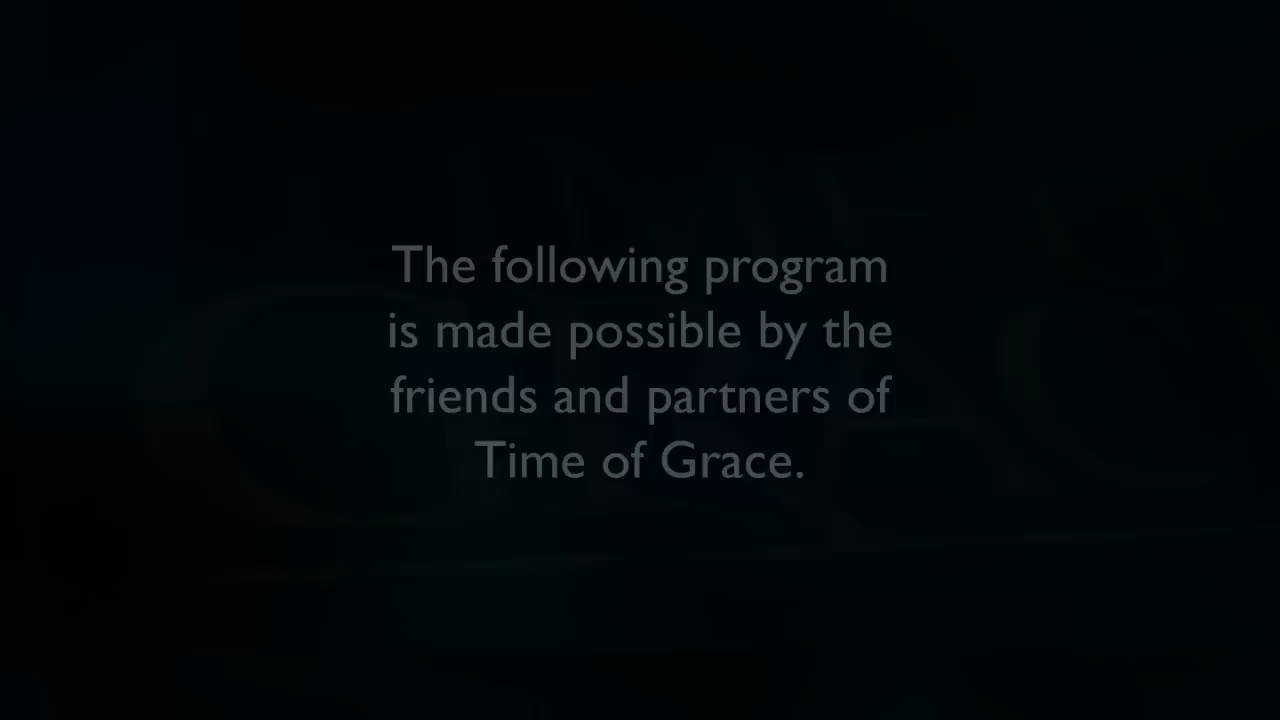 The following program
is made possible by the
friends and partners of
Time of Grace.